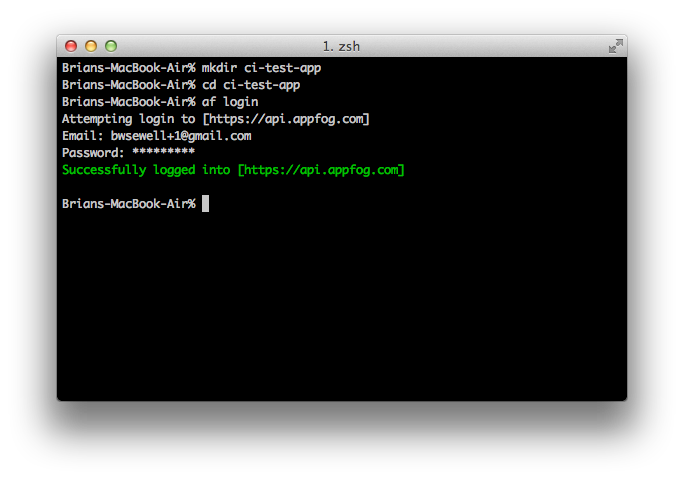 1. zsh
Brians-MacBook-Air% mkdir ci-test-app
Brians-MacBook-Air% cd ci-test-app
Brians-MacBook-Air% af login
Attempting login to [https://api.appfog.com]
Email: bwsewell+1@gmail.com
Password: *********
Successfully logged into [https://api.appfog.com]
Brians-MacBook-Air%